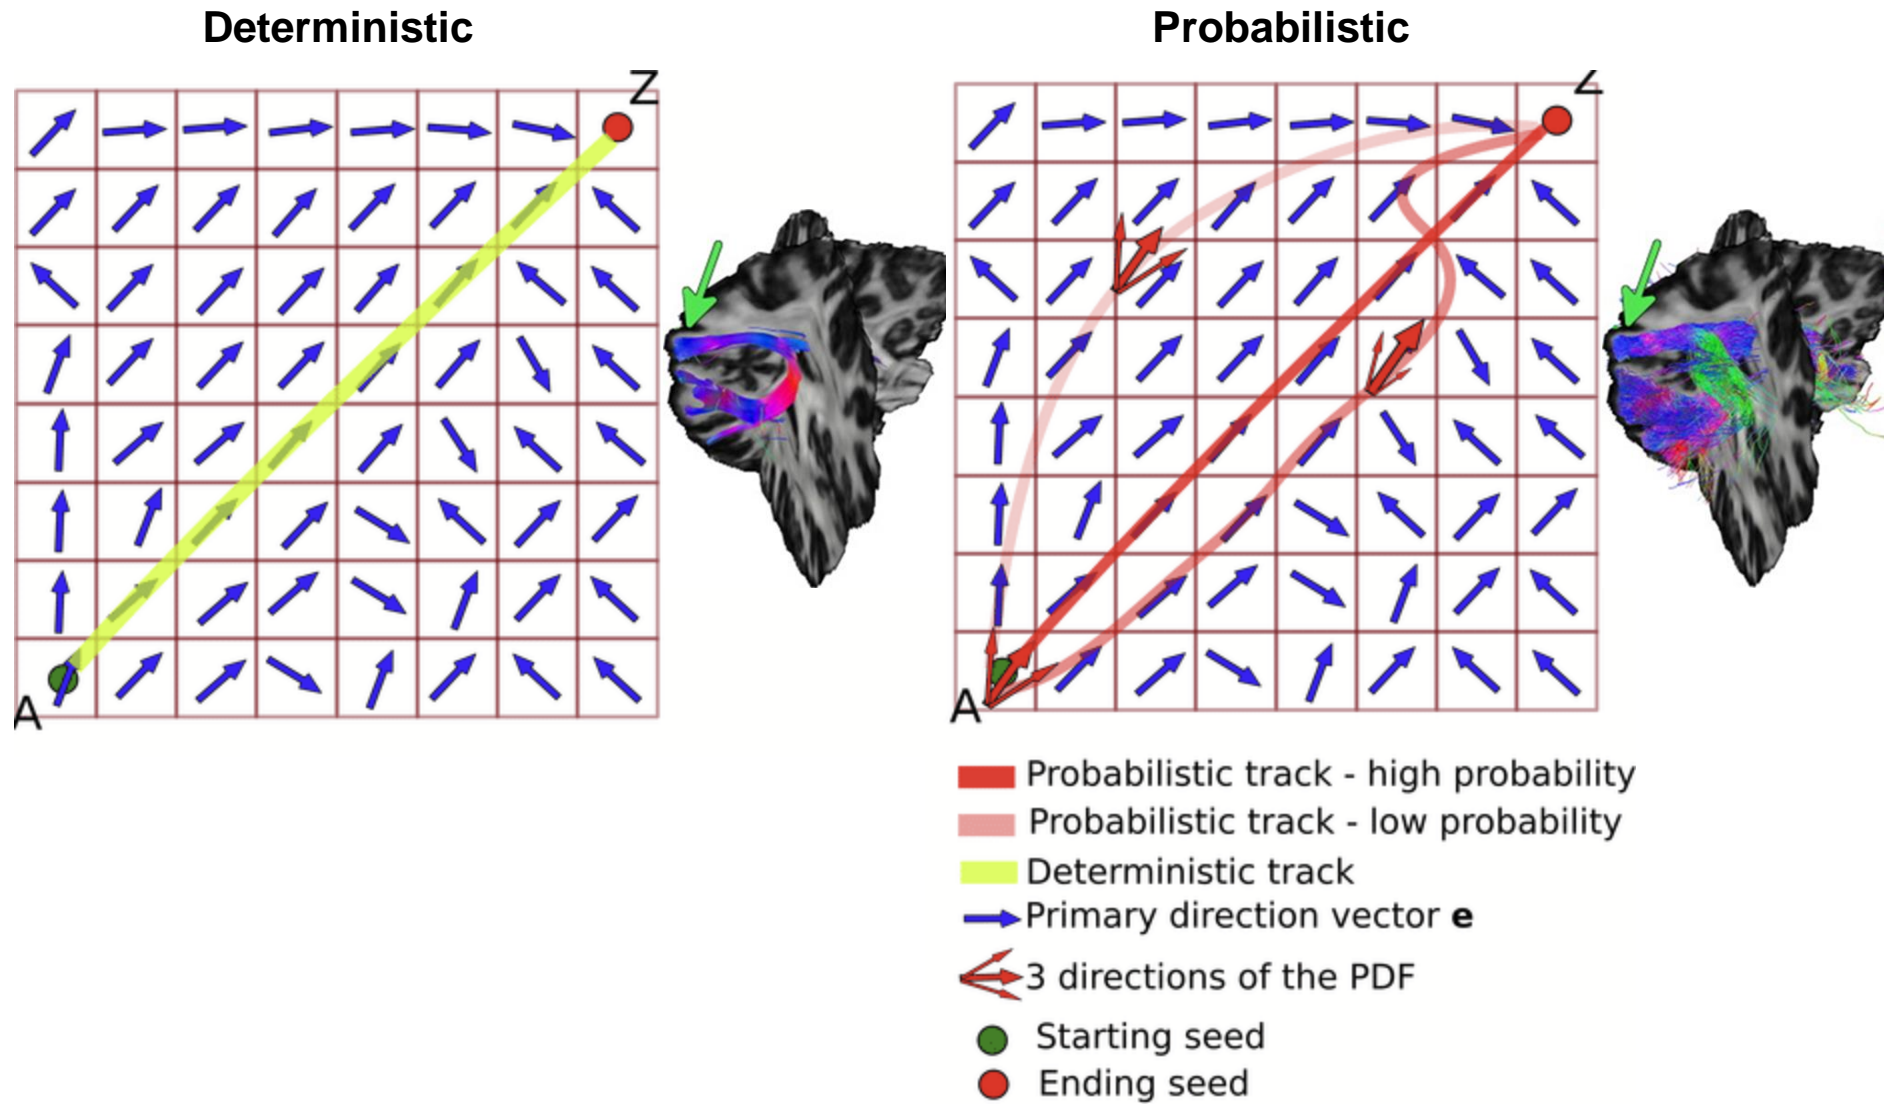 Deterministic
Probabilistic
Z
A
Z
A
Probabilistic track - high probability
Probabilistic track - low probability
Deterministic track
Primary direction vector e
3 directions of the PDF
Starting seed
Ending seed